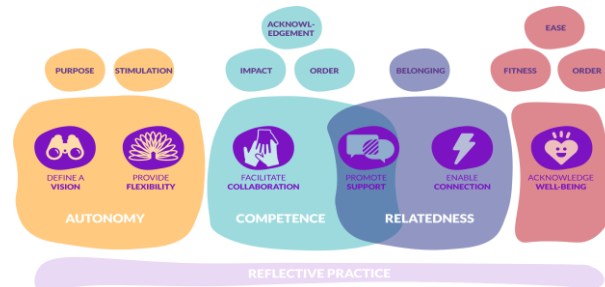 ACKNOWL-
EDGEMENT
EASE
PURPOSE
STIMULATION
IMPACT
ORDER
BELONGING
FITNESS
ORDER
DEFINE A
VISION
PROVIDE
FLEXIBILITY
FACILITATE
COLLABORATION
PROMOTE
SUPPORT
ENABLE
CONNECTION
ACKNOWLEDGE
WELL-BEING
AUTONOMY
COMPETENCE
RELATEDNESS
REFLECTIVE PRACTICE